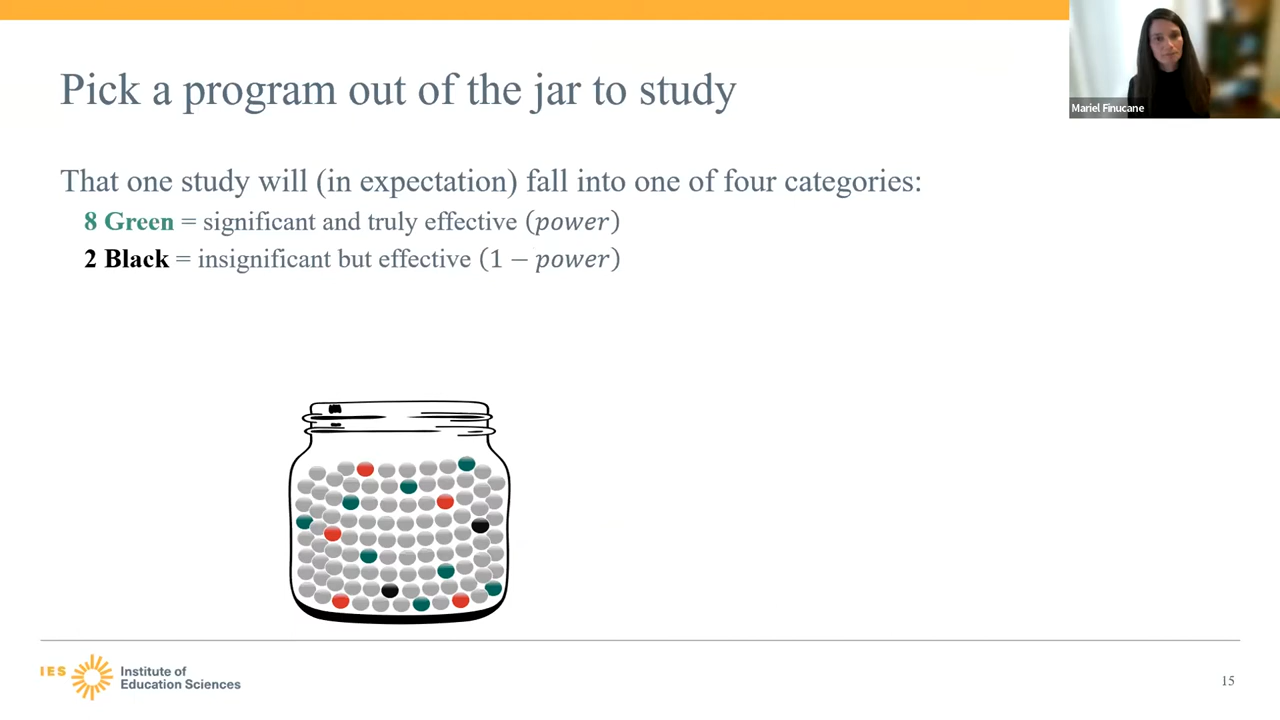 Pick a program out of the jar to study
Mariel Finucane
That one study will (in expectation) fall into one of four categories:
8 Green = significant and truly effective (power)
2 Black = insignificant but effective (1 − power)
IES
Institute of
Education Sciences
15